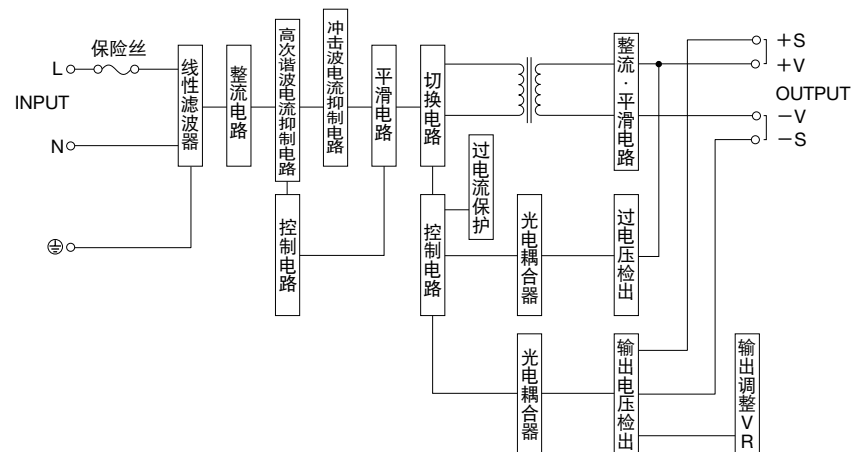 保险丝
L
INPUT
N
线性滤波器
整流电路
高次谐波电流抑制电路
冲击波电流抑制电路
平滑电路
切换电路
整流·平滑电路
+S
+V
OUTPUT
-V
-S
控制电路
过电流保护
控制电路
光电耦合器
过电压检出
光电耦合器
输出电压检出
输出调整VR